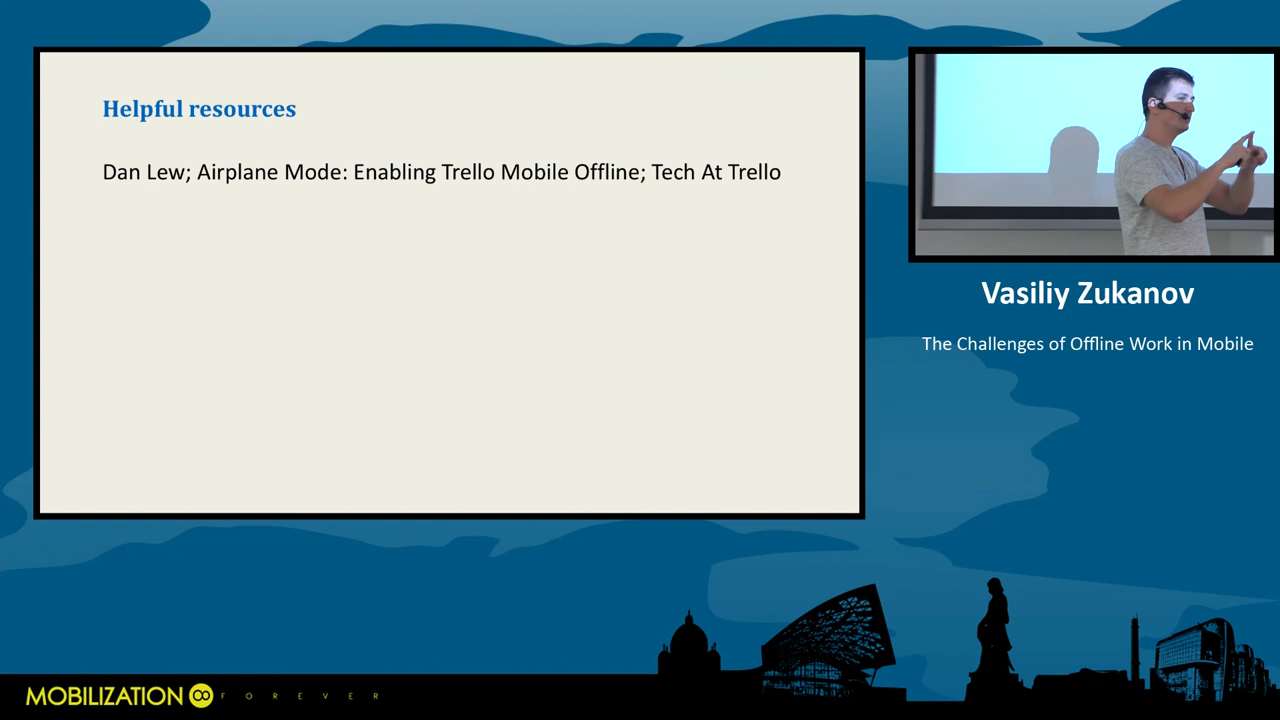 Helpful resources
Dan Lew; Airplane Mode: Enabling Trello Mobile Offline; Tech At Trello
Vasiliy Zukanov
The Challenges of Offline Work in Mobile
MOBILIZATION FOREVER